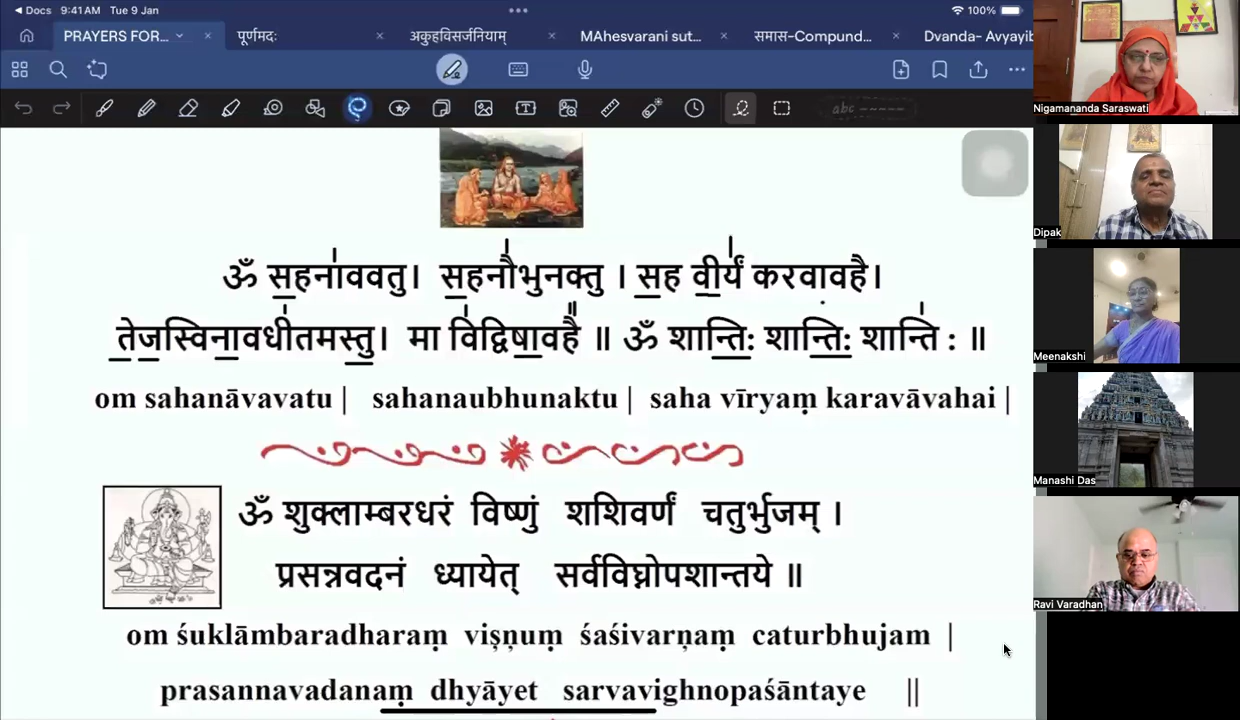 Docs 9:41 AM Tue 9 Jan 100%
PRAYERS FOR... पूर्णमदः अकुहविसर्जनियाम् MAhesvarani sut... समास-Compund... Dvanda- Avyayib
abc
ॐ सहनाववतु। सहनौभुनक्तु । सह वीर्यं करवावहै।
तेजस्विनावधीतमस्तु। मा विद्विषावहै ॥ ॐ शान्तिः शान्तिः शान्ति : ॥
om sahanāvavatu | sahanaubhunaktu | saha vīryaṃ karavāvahai |
ॐ शुक्लाम्बरधरं विष्णुं शशिवर्णं चतुर्भुजम् ।
प्रसन्नवदनं ध्यायेत् सर्वविघ्नोपशान्तये ॥
om śuklāmbaradharaṃ viṣṇuṃ śaśivarṇaṃ caturbhujam |
prasannavadanaṃ dhyāyet sarvavighnopaśāntaye ||
Nigamananda Saraswati
Dipak
Meenakshi
Manashi Das
Ravi Varadhan